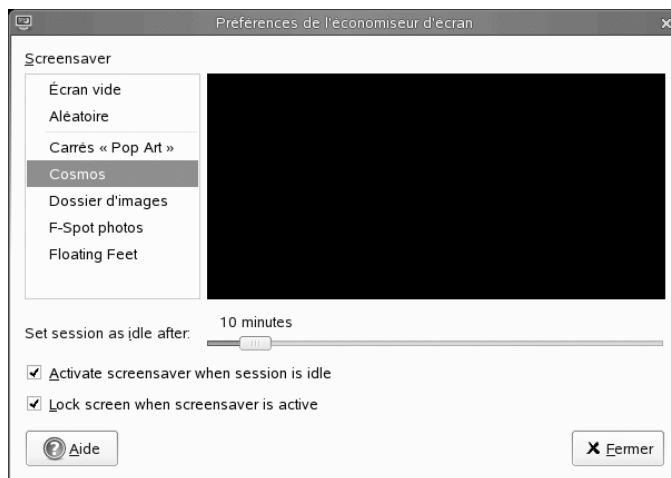 Préférences de l'économiseur d'écran
Screensaver
Écran vide
Aléatoire
Carrés « Pop Art »
Cosmos
Dossier d'images
F-Spot photos
Floating Feet
10 minutes
Set session as idle after:
Activate screensaver when session is idle
Lock screen when screensaver is active
Aide
Fermer